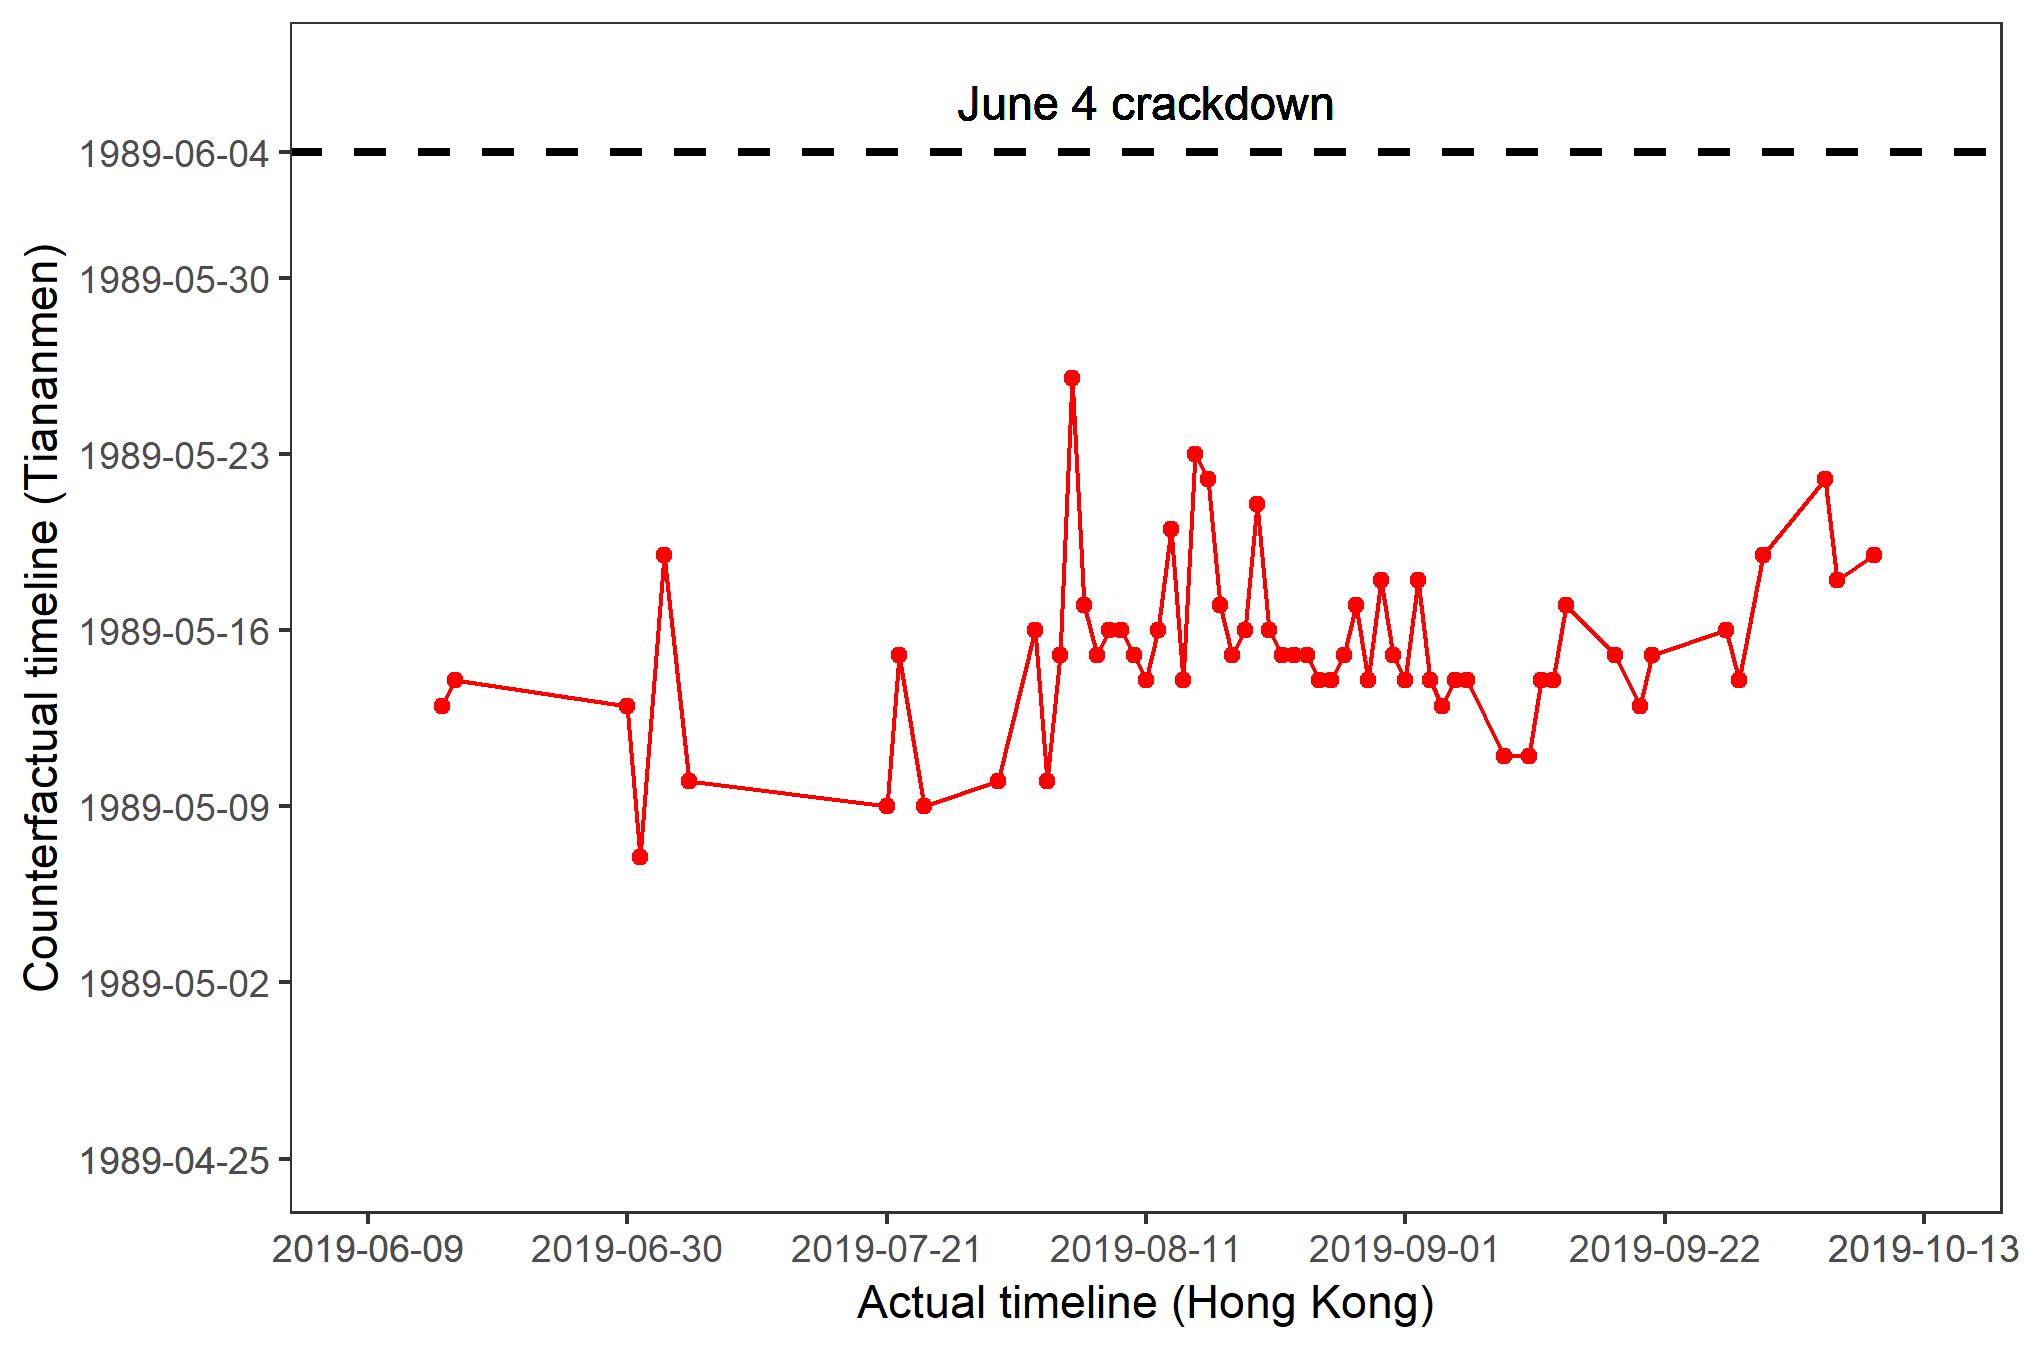 June 4 crackdown
1989-06-04
1989-05-30
1989-05-23
1989-05-16
1989-05-09
1989-05-02
1989-04-25
Counterfactual timeline (Tiananmen)
2019-06-09 2019-06-30 2019-07-21 2019-08-11 2019-09-01 2019-09-22 2019-10-13
Actual timeline (Hong Kong)